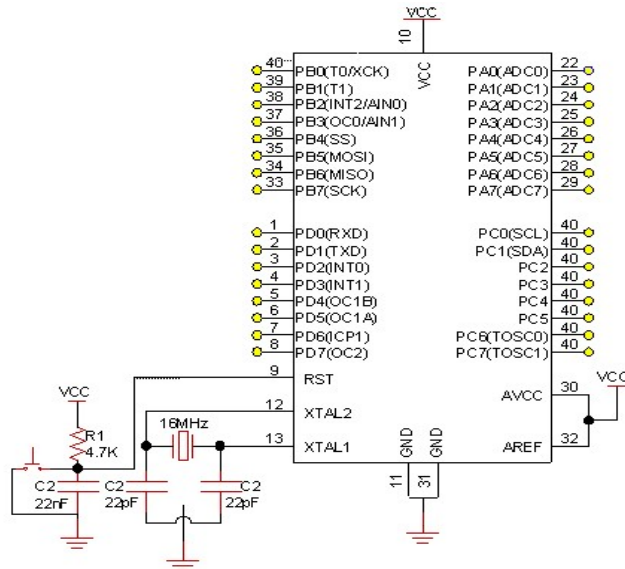 VCC
10
VCC
40 PB0(T0/XCK) PA0(ADC0) 22
39 PB1(T1) PA1(ADC1) 23
38 PB2(INT2/AIN0) PA2(ADC2) 24
37 PB3(OC0/AIN1) PA3(ADC3) 25
36 PB4(SS) PA4(ADC4) 26
35 PB5(MOSI) PA5(ADC5) 27
34 PB6(MISO) PA6(ADC6) 28
33 PB7(SCK) PA7(ADC7) 29
1 PD0(RXD) PC0(SCL) 40
2 PD1(TXD) PC1(SDA) 40
3 PD2(INT0) PC2 40
4 PD3(INT1) PC3 40
5 PD4(OC1B) PC4 40
6 PD5(OC1A) PC5 40
7 PD6(ICP1) PC6(TOSC0) 40
8 PD7(OC2) PC7(TOSC1) 40
9 RST
AVCC 30 VCC
VCC
12 XTAL2
16MHz
R1
4.7K
13 XTAL1 GND GND AREF 32
11 31
C2 C2 C2
22nF 22pF 22pF